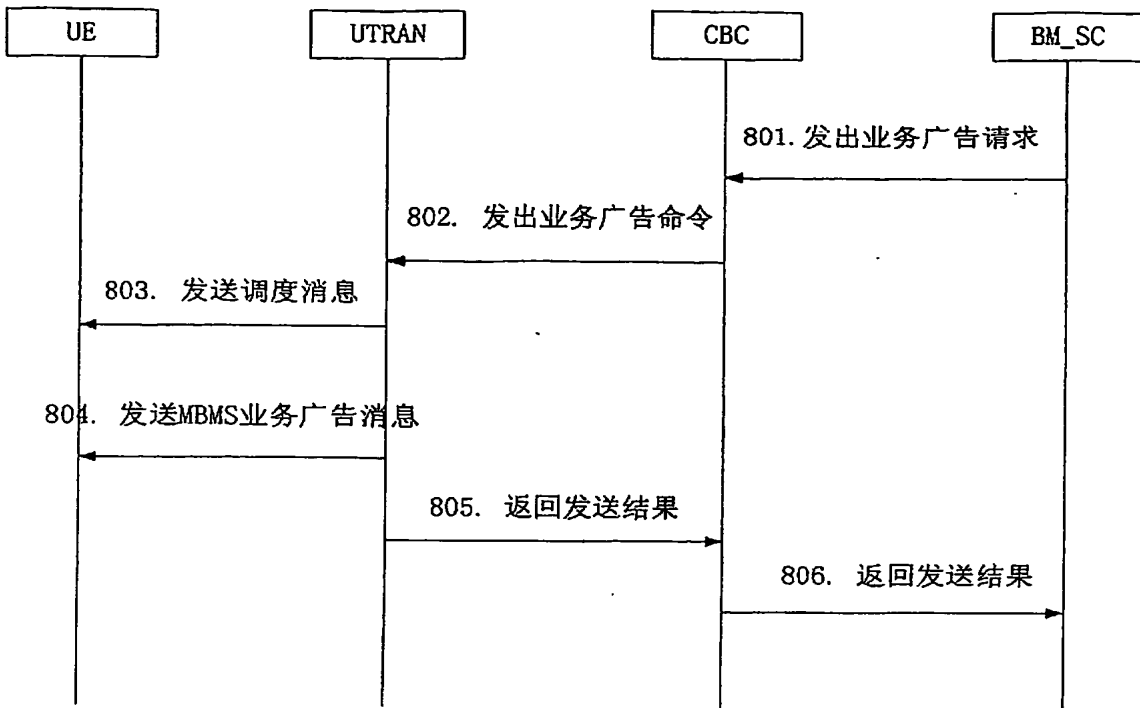 UE
UTRAN
CBC
BM_SC
801. 发出业务广告请求
802. 发出业务广告命令
803. 发送调度消息
804. 发送MBMS业务广告消息
805. 返回发送结果
806. 返回发送结果